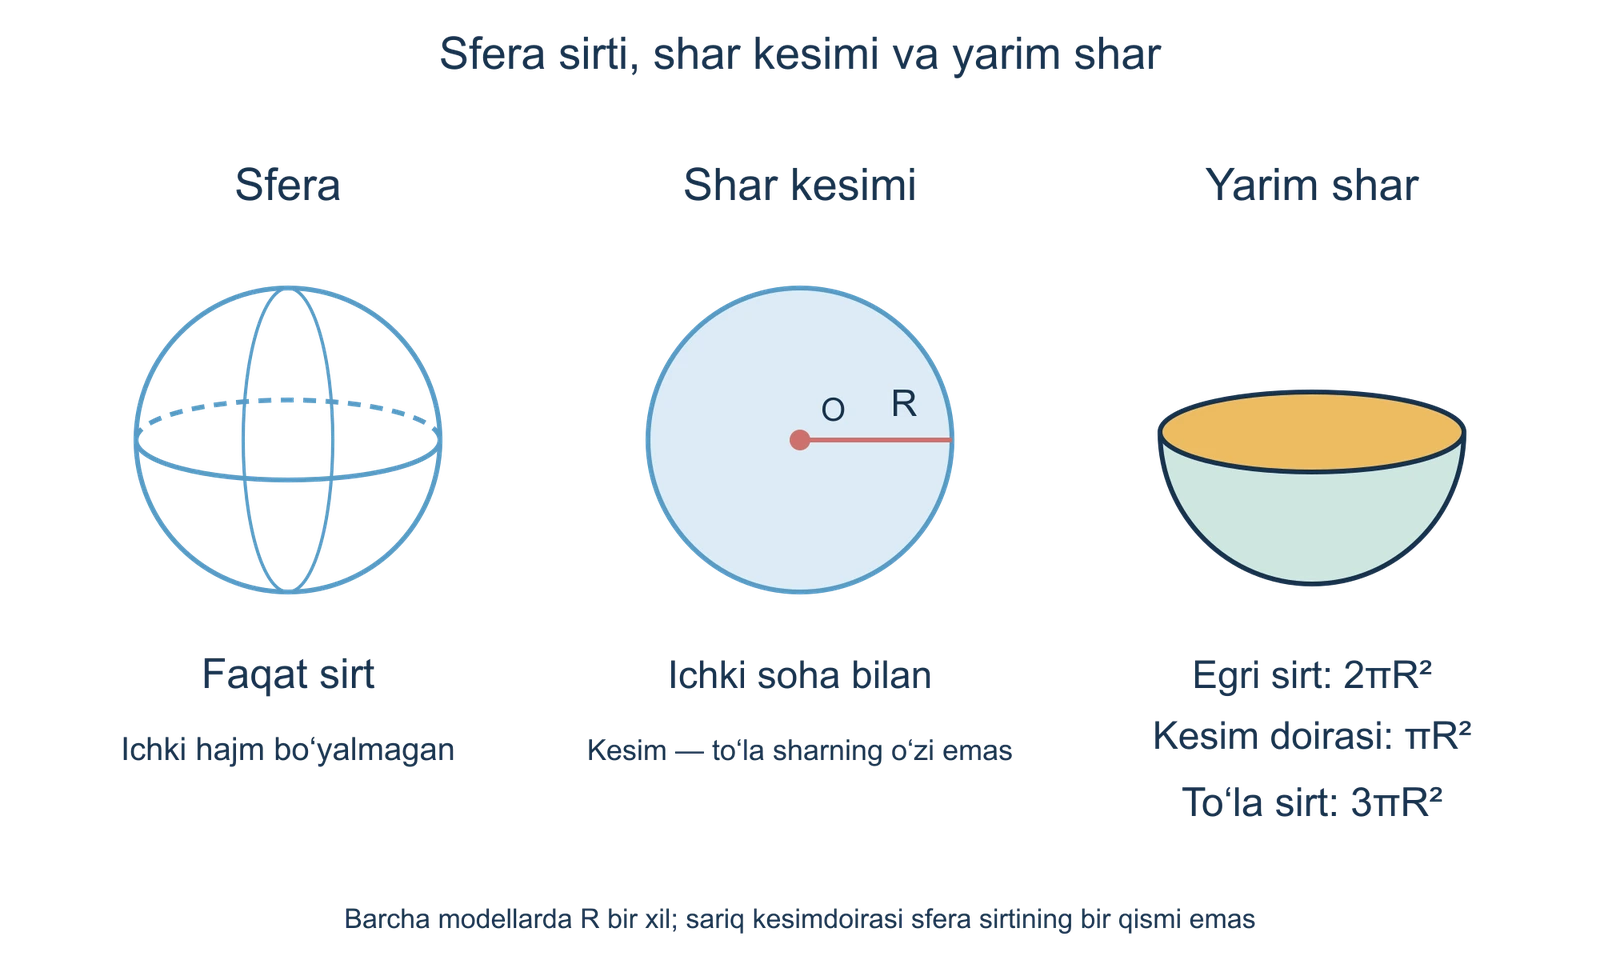 Sfera sirti, shar kesimi va yarim shar
Sfera
Shar kesimi
Yarim shar
O
R
Faqat sirt
Ichki hajm bo‘yalmagan
Ichki soha bilan
Kesim — to‘la sharning o‘zi emas
Egri sirt: 2πR²
Kesim doirasi: πR²
To‘la sirt: 3πR²
Barcha modellarda R bir xil; sariq kesimdoirasi sfera sirtining bir qismi emas